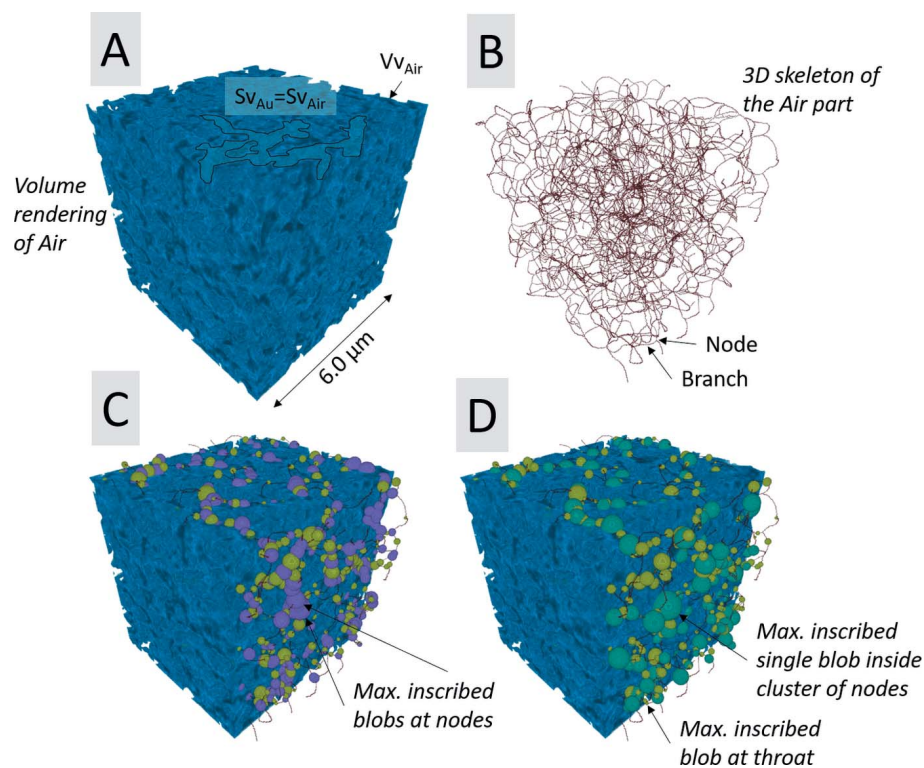 A
Vv_Air
Sv_Au=Sv_Air
Volume
rendering
of Air
6.0 µm
B
3D skeleton of
the Air part
Node
Branch
C
Max. inscribed
blobs at nodes
D
Max. inscribed
single blob inside
cluster of nodes
Max. inscribed
blob at throat